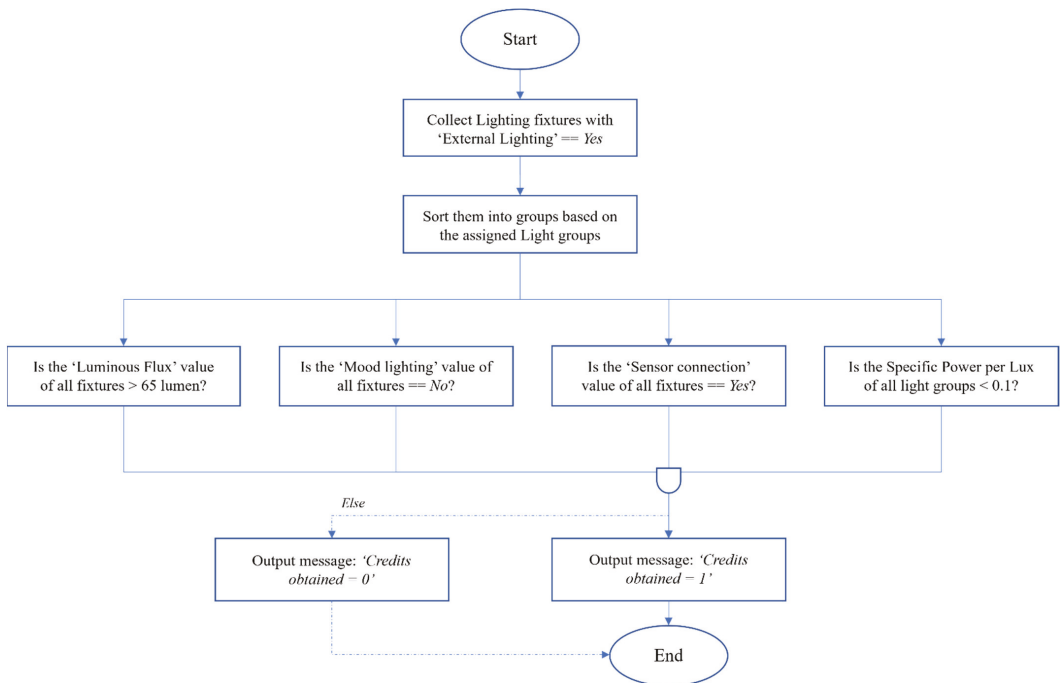 Start
Collect Lighting fixtures with
‘External Lighting’ == Yes
Sort them into groups based on
the assigned Light groups
Is the ‘Luminous Flux’ value
of all fixtures > 65 lumen?
Is the ‘Mood lighting’ value of
all fixtures == No?
Is the ‘Sensor connection’
value of all fixtures == Yes?
Is the Specific Power per Lux
of all light groups < 0.1?
Else
Output message: ‘Credits
obtained = 0’
Output message: ‘Credits
obtained = 1’
End